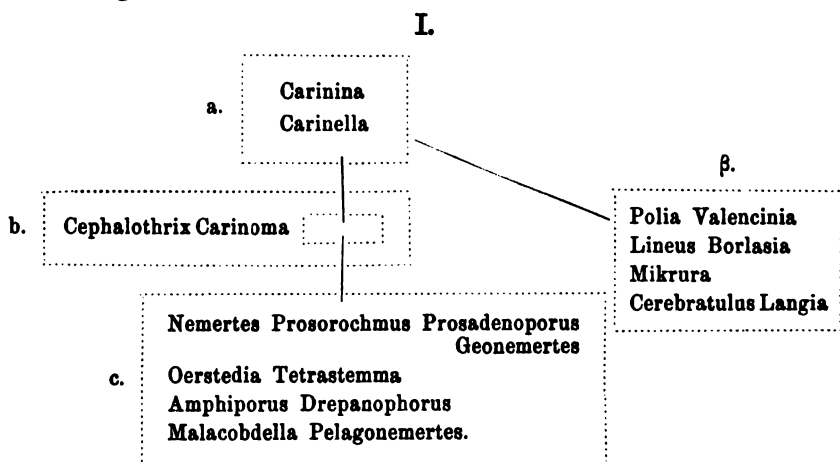 I.
a.
Carinina
Carinella
β.
b. Cephalothrix Carinoma
Polia Valencinia
Lineus Borlasia
Mikrura
Cerebratulus Langia
c.
Nemertes Prosorochmus Prosadenoporus
Geonemertes
Oerstedia Tetrastemma
Amphiporus Drepanophorus
Malacobdella Pelagonemertes.